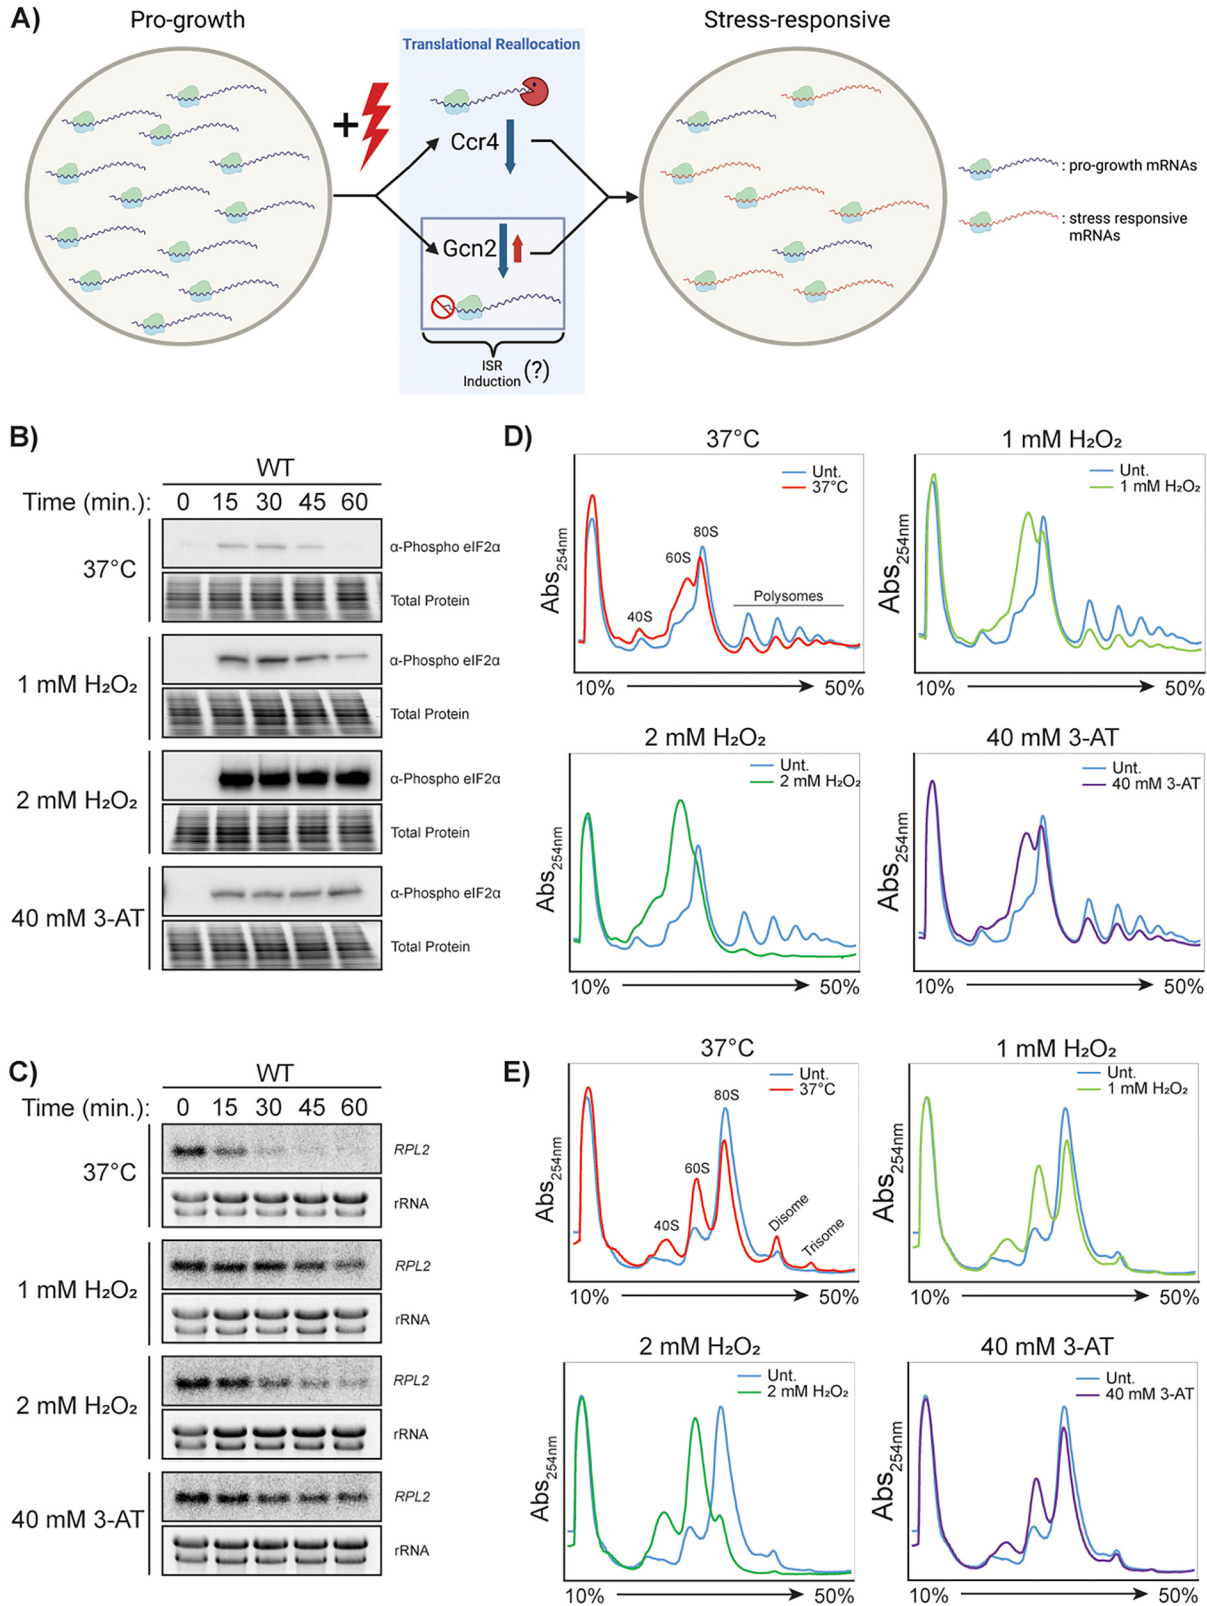 A)
Pro-growth
Stress-responsive
Translational Reallocation
+
Ccr4
Gcn2
ISR
Induction (?)
: pro-growth mRNAs
: stress responsive
mRNAs
B)
WT
Time (min.): 0 15 30 45 60
37°C
α-Phospho eIF2α
Total Protein
1 mM H₂O₂
α-Phospho eIF2α
Total Protein
2 mM H₂O₂
α-Phospho eIF2α
Total Protein
40 mM 3-AT
α-Phospho eIF2α
Total Protein
C)
WT
Time (min.): 0 15 30 45 60
37°C
RPL2
rRNA
1 mM H₂O₂
RPL2
rRNA
2 mM H₂O₂
RPL2
rRNA
40 mM 3-AT
RPL2
rRNA
D)
37°C
Unt.
37°C
40S
60S
80S
Polysomes
Abs254nm
10% 50%
1 mM H₂O₂
Unt.
1 mM H₂O₂
Abs254nm
10% 50%
2 mM H₂O₂
Unt.
2 mM H₂O₂
Abs254nm
10% 50%
40 mM 3-AT
Unt.
40 mM 3-AT
Abs254nm
10% 50%
E)
37°C
Unt.
37°C
40S
60S
80S
Disome
Trisome
Abs254nm
10% 50%
1 mM H₂O₂
Unt.
1 mM H₂O₂
Abs254nm
10% 50%
2 mM H₂O₂
Unt.
2 mM H₂O₂
Abs254nm
10% 50%
40 mM 3-AT
Unt.
40 mM 3-AT
Abs254nm
10% 50%